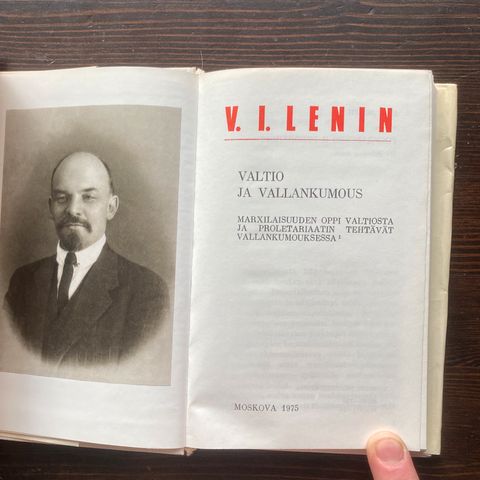 V. I. LENIN
VALTIO
JA VALLANKUMOUS
MARXILAISUUDEN OPPI VALTIOSTA
JA PROLETARIAATIN TEHTÄVÄT
VALLANKUMOUKSESSA¹
MOSKOVA 1975